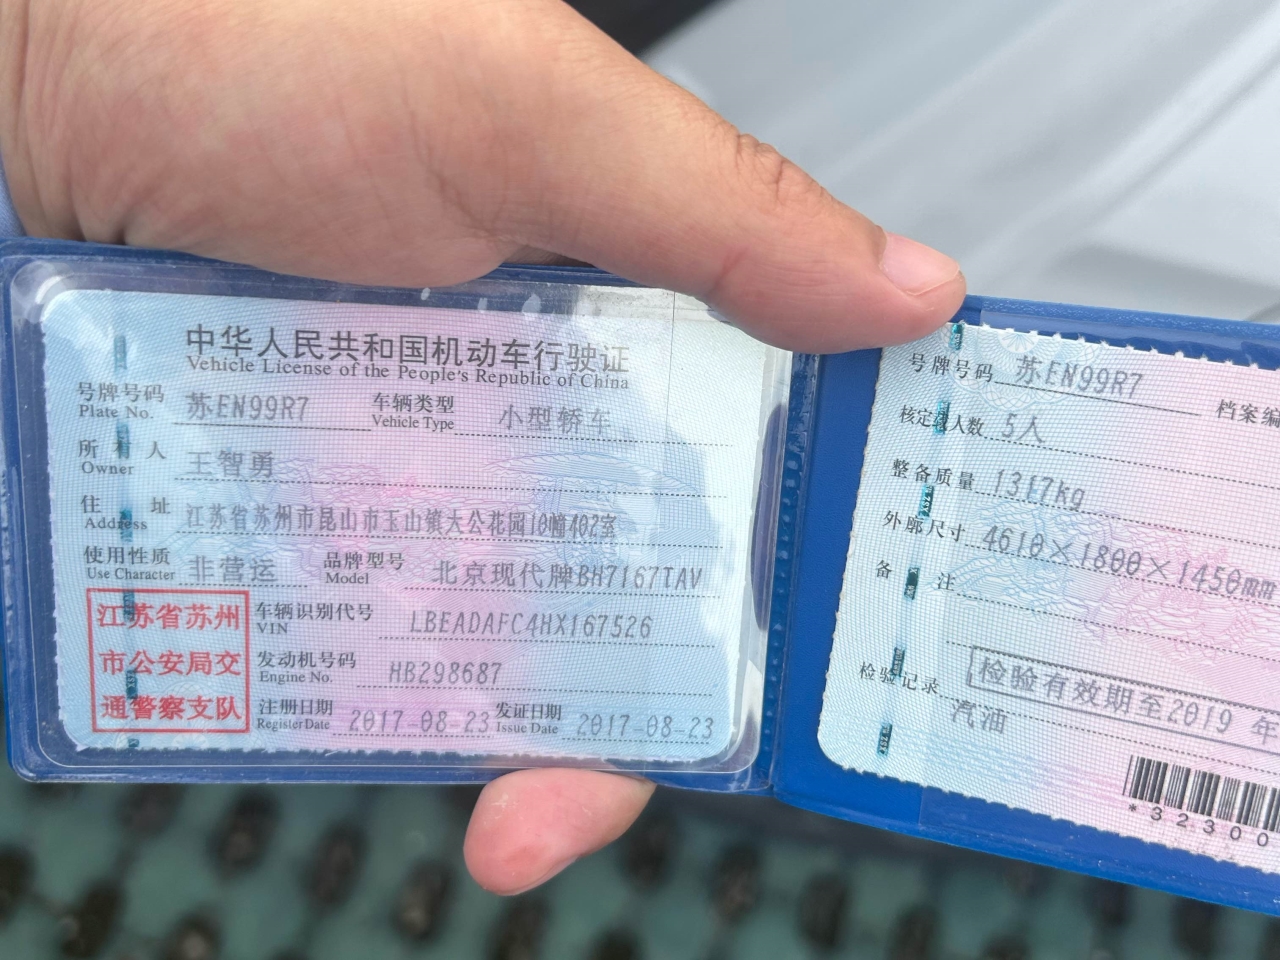 中华人民共和国机动车行驶证
Vehicle License of the People's Republic of China
号牌号码 Plate No. 苏EN99R7 车辆类型 Vehicle Type 小型轿车
所有人 Owner 王智勇
住址 Address 江苏省苏州市昆山市玉山镇大公花园10幢402室
使用性质 Use Character 非营运 品牌型号 Model 北京现代牌BH7167TAV
江苏省苏州
市公安局交
通警察支队
车辆识别代号 VIN LBEADAFC4HX167526
发动机号码 Engine No. HB298687
注册日期 Register Date 2017-08-23 发证日期 Issue Date 2017-08-23
号牌号码 苏EN99R7 档案编
核定载人数 5人
整备质量 1317kg
外廓尺寸 4610×1800×1450mm
备注
检验记录 检验有效期至2019 年
汽油
*32300